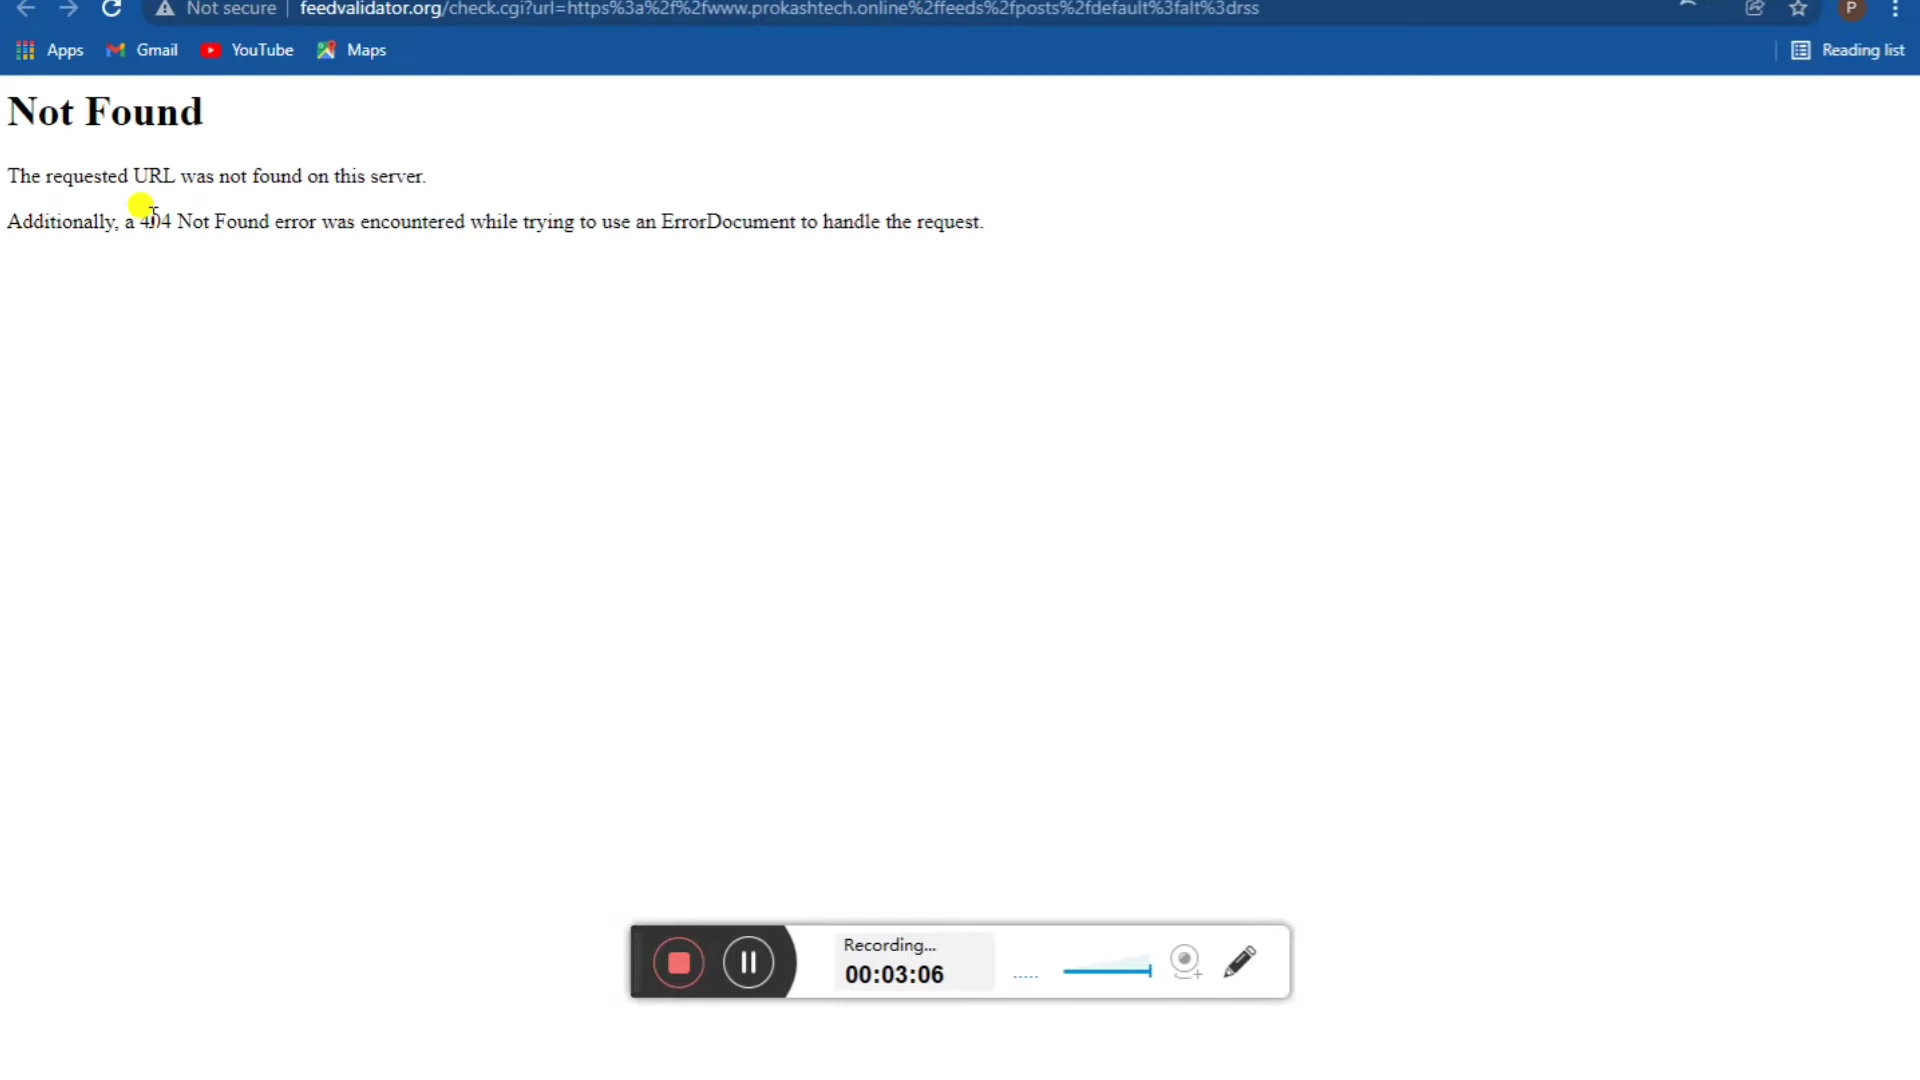 Not secure feedvalidator.org/check.cgi?url=https%3a%2f%2fwww.prokashtech.online%2ffeeds%2fposts%2fdefault%3falt%3drss P
Apps Gmail YouTube Maps Reading list
Not Found
The requested URL was not found on this server.
Additionally, a 404 Not Found error was encountered while trying to use an ErrorDocument to handle the request.
Recording...
00:03:06